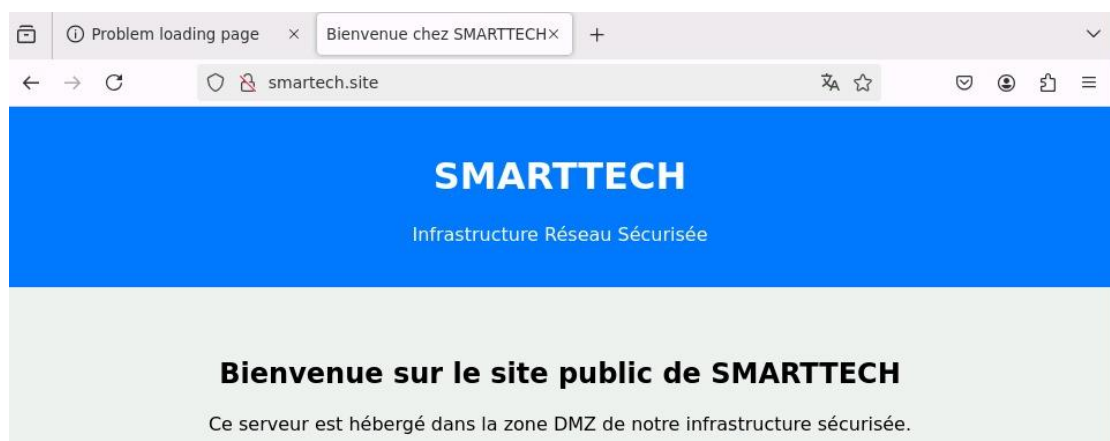 Problem loading page
Bienvenue chez SMARTTECH
smartech.site
SMARTTECH
Infrastructure Réseau Sécurisée
Bienvenue sur le site public de SMARTTECH
Ce serveur est hébergé dans la zone DMZ de notre infrastructure sécurisée.